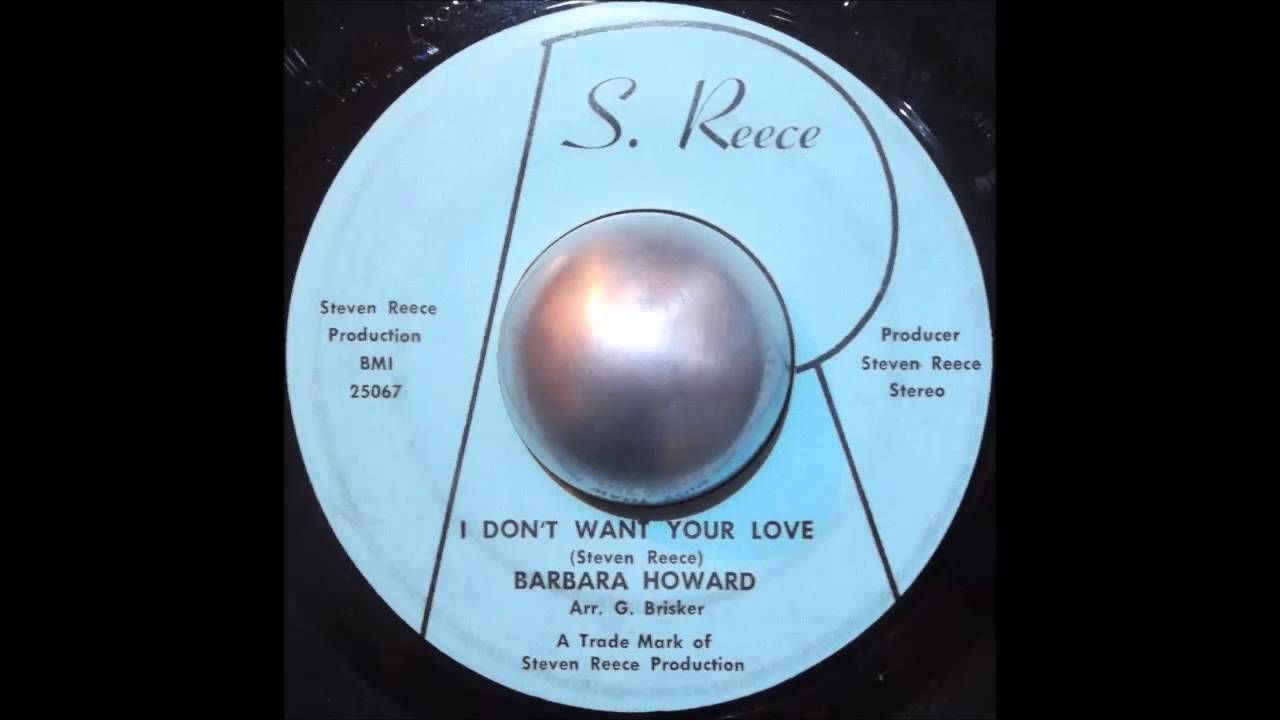 S. Reece
Steven Reece
Production
BMI
25067
Producer
Steven Reece
Stereo
I DON'T WANT YOUR LOVE
(Steven Reece)
BARBARA HOWARD
Arr. G. Brisker
A Trade Mark of
Steven Reece Production